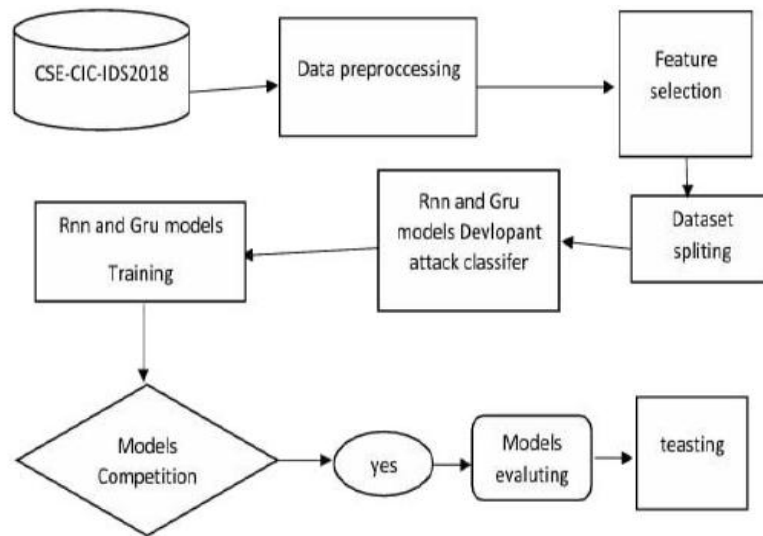 CSE-CIC-IDS2018
Data preproccessing
Feature
selection
Dataset
spliting
Rnn and Gru
models Devlopant
attack classifer
Rnn and Gru models
Training
Models
Competition
yes
Models
evaluting
teasting